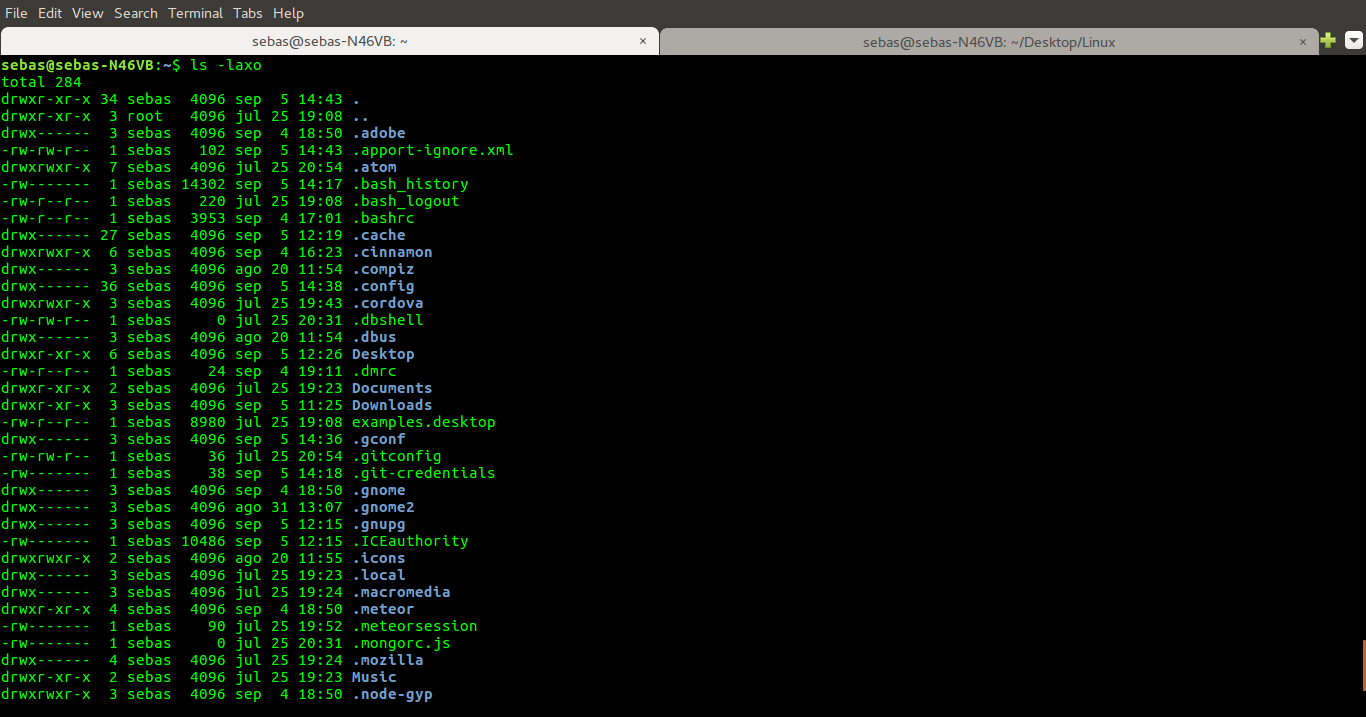 File Edit View Search Terminal Tabs Help
sebas@sebas-N46VB: ~ × sebas@sebas-N46VB: ~/Desktop/Linux ×
sebas@sebas-N46VB:~$ ls -laxo
total 284
drwxr-xr-x 34 sebas  4096 sep  5 14:43 .
drwxr-xr-x  3 root   4096 jul 25 19:08 ..
drwx------  3 sebas  4096 sep  4 18:50 .adobe
-rw-rw-r--  1 sebas   102 sep  5 14:43 .apport-ignore.xml
drwxrwxr-x  7 sebas  4096 jul 25 20:54 .atom
-rw-------  1 sebas 14302 sep  5 14:17 .bash_history
-rw-r--r--  1 sebas   220 jul 25 19:08 .bash_logout
-rw-r--r--  1 sebas  3953 sep  4 17:01 .bashrc
drwx------ 27 sebas  4096 sep  5 12:19 .cache
drwxrwxr-x  6 sebas  4096 sep  4 16:23 .cinnamon
drwx------  3 sebas  4096 ago 20 11:54 .compiz
drwx------ 36 sebas  4096 sep  5 14:38 .config
drwxrwxr-x  3 sebas  4096 jul 25 19:43 .cordova
-rw-rw-r--  1 sebas     0 jul 25 20:31 .dbshell
drwx------  3 sebas  4096 ago 20 11:54 .dbus
drwxr-xr-x  6 sebas  4096 sep  5 12:26 Desktop
-rw-r--r--  1 sebas    24 sep  4 19:11 .dmrc
drwxr-xr-x  2 sebas  4096 jul 25 19:23 Documents
drwxr-xr-x  3 sebas  4096 sep  5 11:25 Downloads
-rw-r--r--  1 sebas  8980 jul 25 19:08 examples.desktop
drwx------  3 sebas  4096 sep  5 14:36 .gconf
-rw-rw-r--  1 sebas    36 jul 25 20:54 .gitconfig
-rw-------  1 sebas    38 sep  5 14:18 .git-credentials
drwx------  3 sebas  4096 sep  4 18:50 .gnome
drwx------  3 sebas  4096 ago 31 13:07 .gnome2
drwx------  3 sebas  4096 sep  5 12:15 .gnupg
-rw-------  1 sebas 10486 sep  5 12:15 .ICEauthority
drwxrwxr-x  2 sebas  4096 ago 20 11:55 .icons
drwx------  3 sebas  4096 jul 25 19:23 .local
drwx------  3 sebas  4096 jul 25 19:24 .macromedia
drwxr-xr-x  4 sebas  4096 sep  4 18:50 .meteor
-rw-------  1 sebas    90 jul 25 19:52 .meteorsession
-rw-------  1 sebas     0 jul 25 20:31 .mongorc.js
drwx------  4 sebas  4096 jul 25 19:24 .mozilla
drwxr-xr-x  2 sebas  4096 jul 25 19:23 Music
drwxrwxr-x  3 sebas  4096 sep  4 18:50 .node-gyp